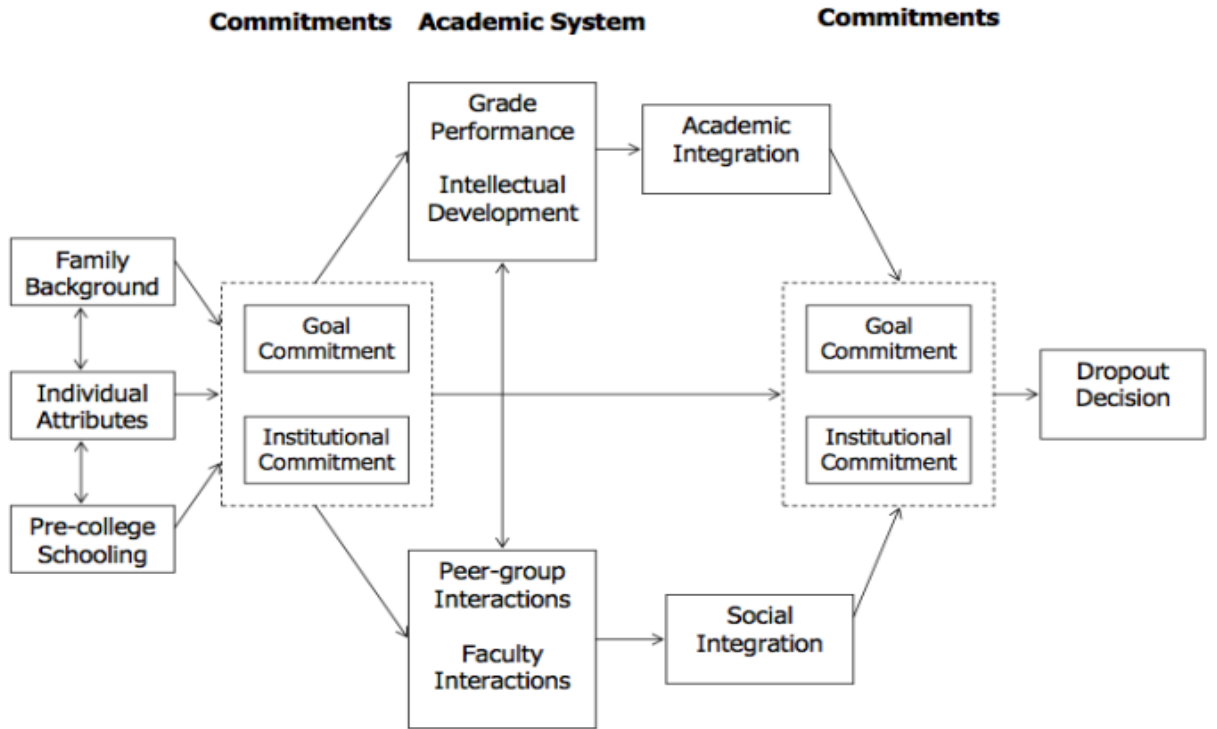 Commitments
Academic System
Commitments
Grade
Performance
Intellectual
Development
Academic
Integration
Family
Background
Individual
Attributes
Pre-college
Schooling
Goal
Commitment
Institutional
Commitment
Goal
Commitment
Institutional
Commitment
Dropout
Decision
Peer-group
Interactions
Faculty
Interactions
Social
Integration